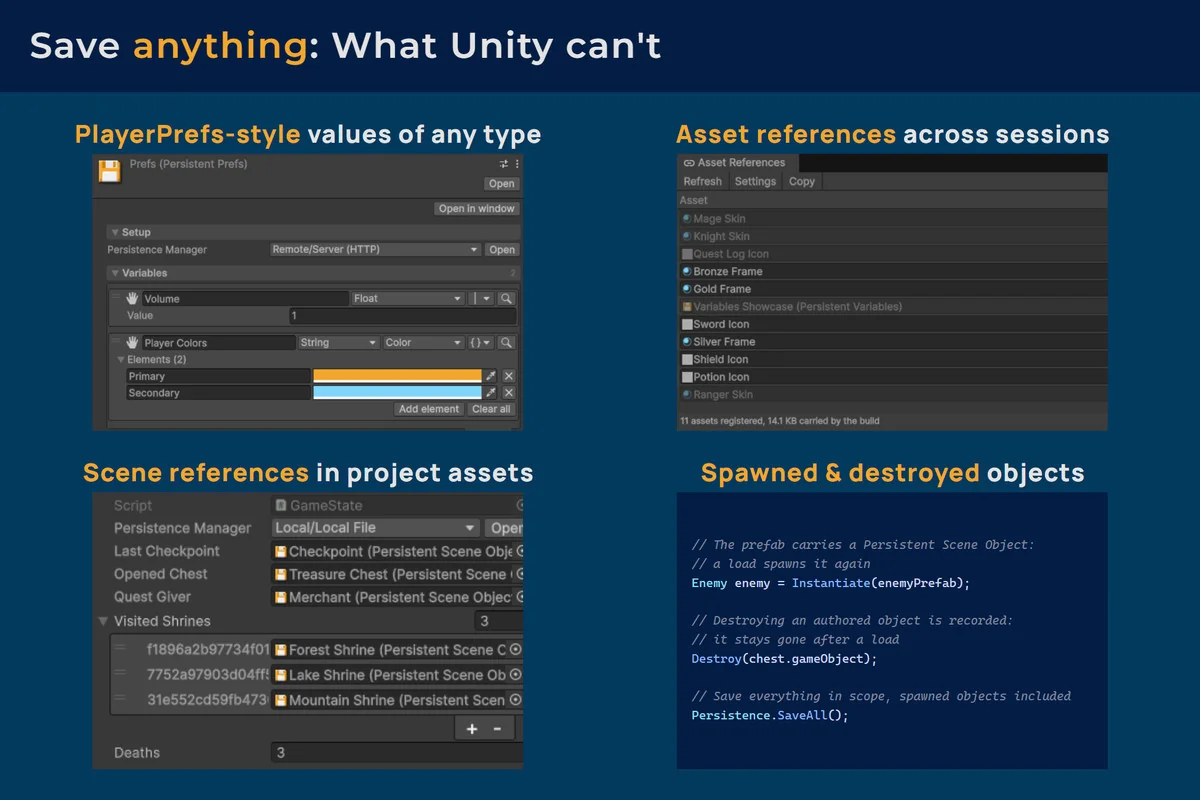 Save anything: What Unity can't
PlayerPrefs-style values of any type
Prefs (Persistent Prefs)
Open
Open in window
Setup
Persistence Manager
Remote/Server (HTTP)
Open
Variables
2
Volume
Float
Value
1
Player Colors
String
Color
{ }
Elements (2)
Primary
Secondary
Add element
Clear all
Asset references across sessions
Asset References
Refresh
Settings
Copy
Asset
Mage Skin
Knight Skin
Quest Log Icon
Bronze Frame
Gold Frame
Variables Showcase (Persistent Variables)
Sword Icon
Silver Frame
Shield Icon
Potion Icon
Ranger Skin
11 assets registered, 14.1 KB carried by the build
Scene references in project assets
Script
GameState
Persistence Manager
Local/Local File
Open
Last Checkpoint
Checkpoint (Persistent Scene Obje
Opened Chest
Treasure Chest (Persistent Scene
Quest Giver
Merchant (Persistent Scene Objec
Visited Shrines
3
f1896a2b97734f01
Forest Shrine (Persistent Scene O
7752a97903d04ff
Lake Shrine (Persistent Scene Ob
31e552cd59fb473
Mountain Shrine (Persistent Scen
+ -
Deaths
3
Spawned & destroyed objects
// The prefab carries a Persistent Scene Object:
// a load spawns it again
Enemy enemy = Instantiate(enemyPrefab);
// Destroying an authored object is recorded:
// it stays gone after a load
Destroy(chest.gameObject);
// Save everything in scope, spawned objects included
Persistence.SaveAll();